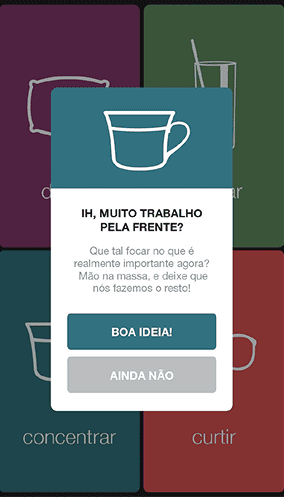 IH, MUITO TRABALHO
PELA FRENTE?
Que tal focar no que é
realmente importante agora?
Mão na massa, e deixe que
nós fazemos o resto!
BOA IDEIA!
AINDA NÃO
concentrar
curtir